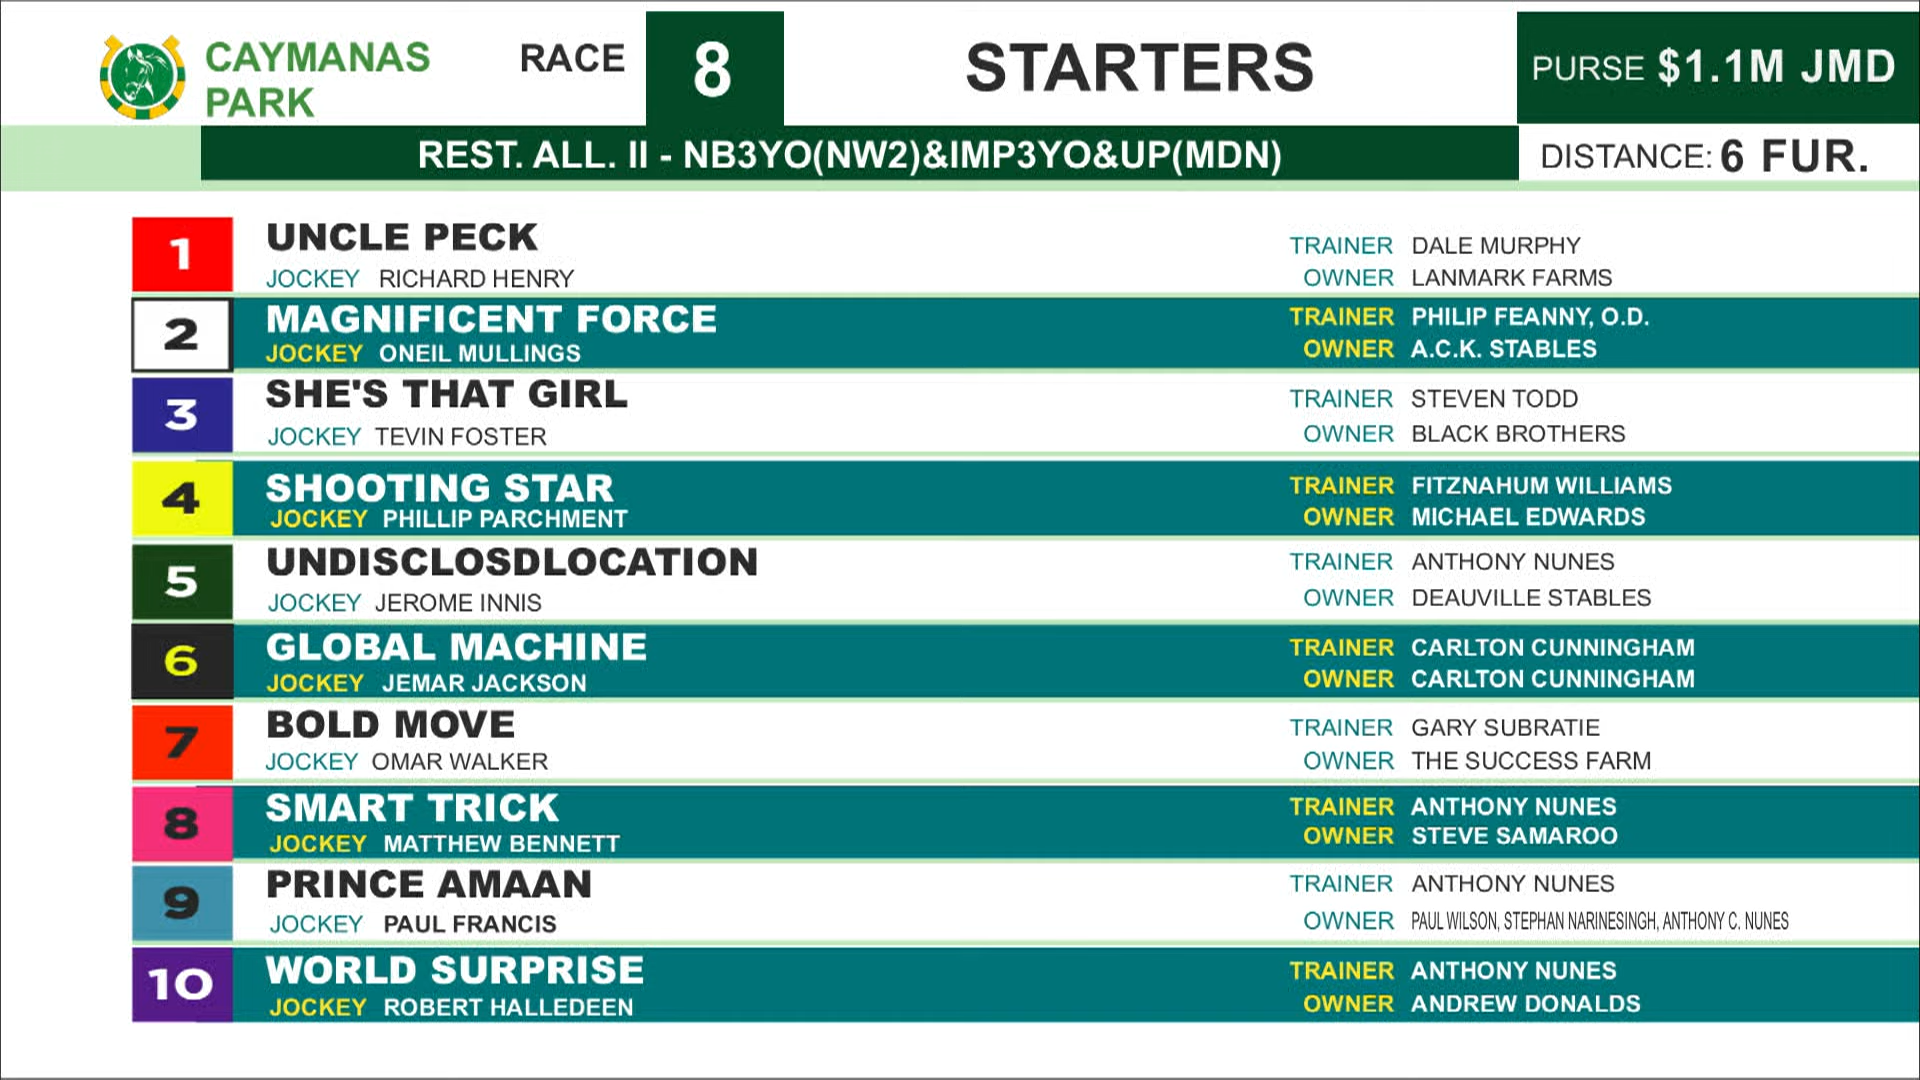 CAYMANAS PARK RACE 8 STARTERS PURSE $1.1M JMD
REST. ALL. II - NB3YO(NW2)&IMP3YO&UP(MDN) DISTANCE: 6 FUR.
1 UNCLE PECK TRAINER DALE MURPHY
JOCKEY RICHARD HENRY OWNER LANMARK FARMS
2 MAGNIFICENT FORCE TRAINER PHILIP FEANNY, O.D.
JOCKEY ONEIL MULLINGS OWNER A.C.K. STABLES
3 SHE'S THAT GIRL TRAINER STEVEN TODD
JOCKEY TEVIN FOSTER OWNER BLACK BROTHERS
4 SHOOTING STAR TRAINER FITZNAHUM WILLIAMS
JOCKEY PHILLIP PARCHMENT OWNER MICHAEL EDWARDS
5 UNDISCLOSDLOCATION TRAINER ANTHONY NUNES
JOCKEY JEROME INNIS OWNER DEAUVILLE STABLES
6 GLOBAL MACHINE TRAINER CARLTON CUNNINGHAM
JOCKEY JEMAR JACKSON OWNER CARLTON CUNNINGHAM
7 BOLD MOVE TRAINER GARY SUBRATIE
JOCKEY OMAR WALKER OWNER THE SUCCESS FARM
8 SMART TRICK TRAINER ANTHONY NUNES
JOCKEY MATTHEW BENNETT OWNER STEVE SAMAROO
9 PRINCE AMAAN TRAINER ANTHONY NUNES
JOCKEY PAUL FRANCIS OWNER PAUL WILSON, STEPHAN NARINESINGH, ANTHONY C. NUNES
10 WORLD SURPRISE TRAINER ANTHONY NUNES
JOCKEY ROBERT HALLEDEEN OWNER ANDREW DONALDS